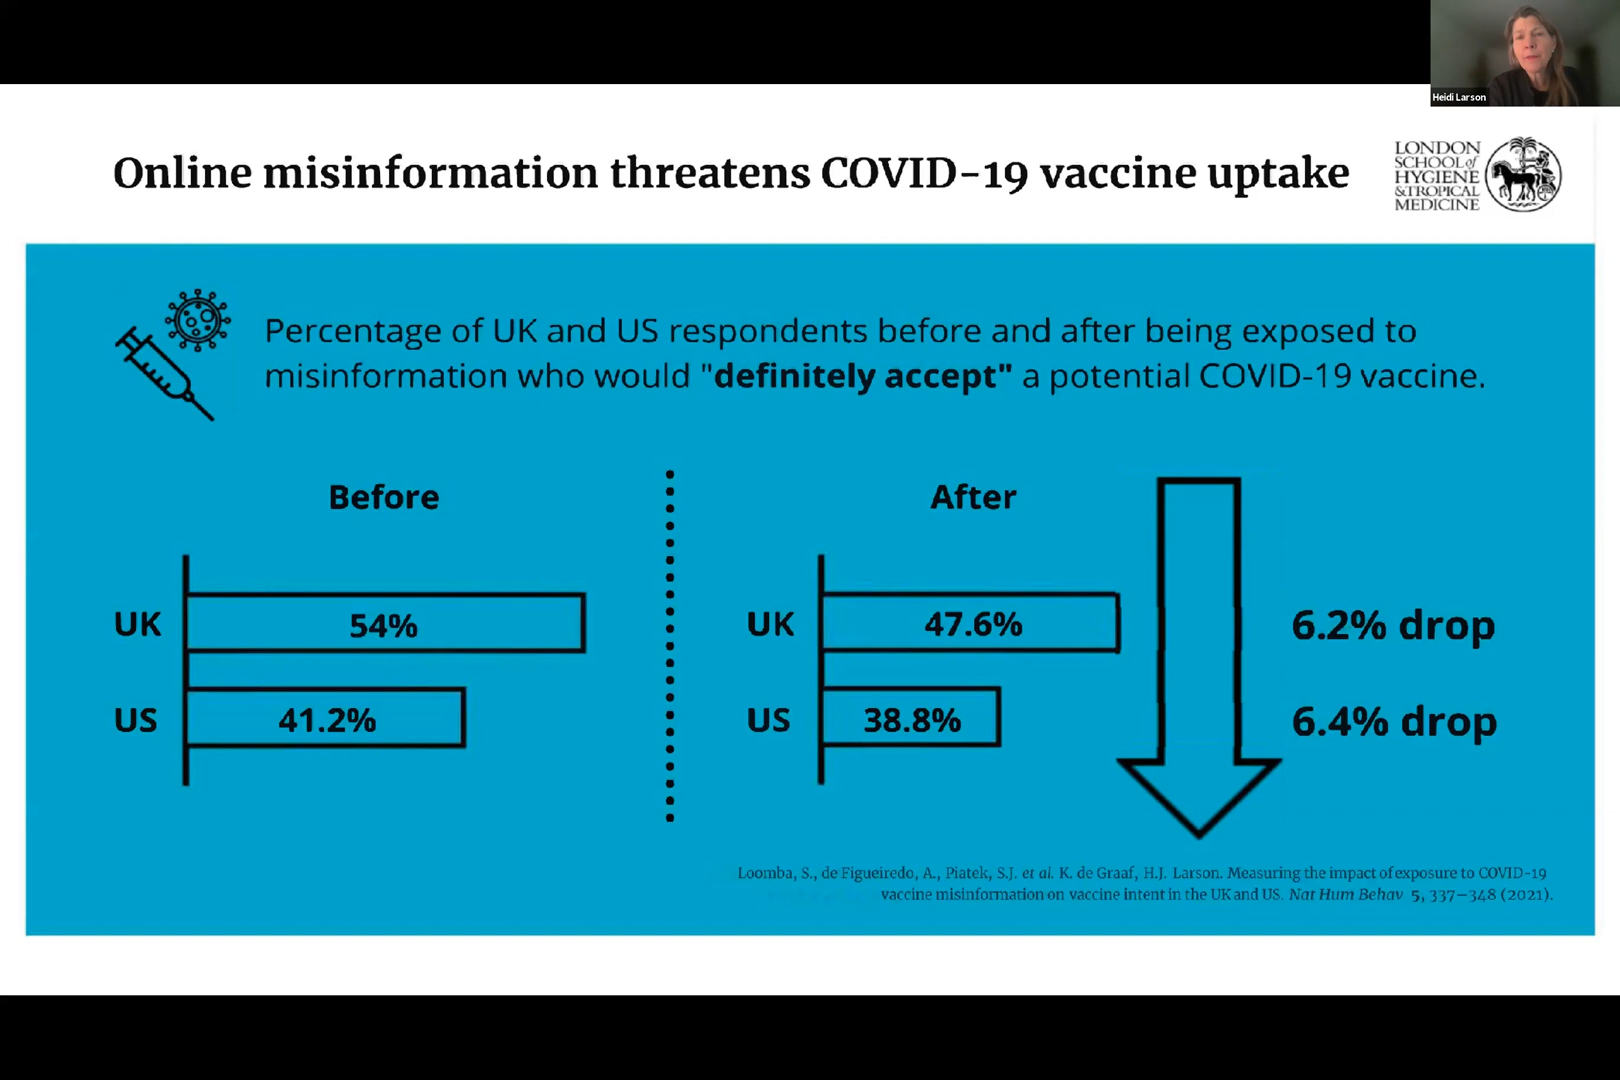 Heidi Larson
Online misinformation threatens COVID-19 vaccine uptake
LONDON
SCHOOL of
HYGIENE
& TROPICAL
MEDICINE
Percentage of UK and US respondents before and after being exposed to
misinformation who would "definitely accept" a potential COVID-19 vaccine.
Before
UK 54%
US 41.2%
After
UK 47.6%
US 38.8%
6.2% drop
6.4% drop
Loomba, S., de Figueiredo, A., Piatek, S.J. et al. K. de Graaf, H.J. Larson. Measuring the impact of exposure to COVID-19
vaccine misinformation on vaccine intent in the UK and US. Nat Hum Behav 5, 337–348 (2021).